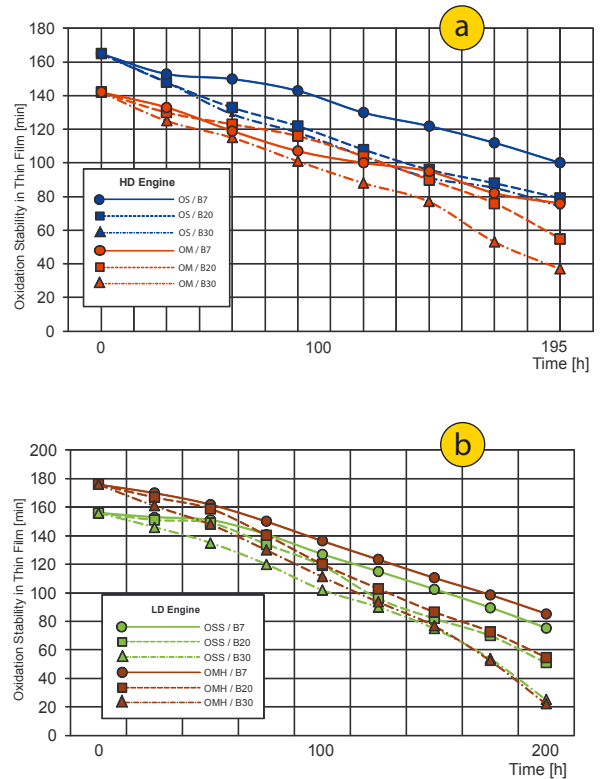 a
180
160
140
120
100
80
60
40
20
0
Oxidation Stability in Thin Film [min]
HD Engine
OS / B7
OS / B20
OS / B30
OM / B7
OM / B20
OM / B30
0 100 195
Time [h]
b
200
180
160
140
120
100
80
60
40
20
0
Oxidation Stability in Thin Film [min]
LD Engine
OSS / B7
OSS / B20
OSS / B30
OMH / B7
OMH / B20
OMH / B30
0 100 200
Time [h]